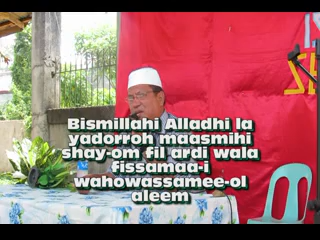 Bismillahi Alladhi la
yadorroh maasmihi
shay-om fil ardi wala
fissamaa-i
wahowassamee-ol
aleem